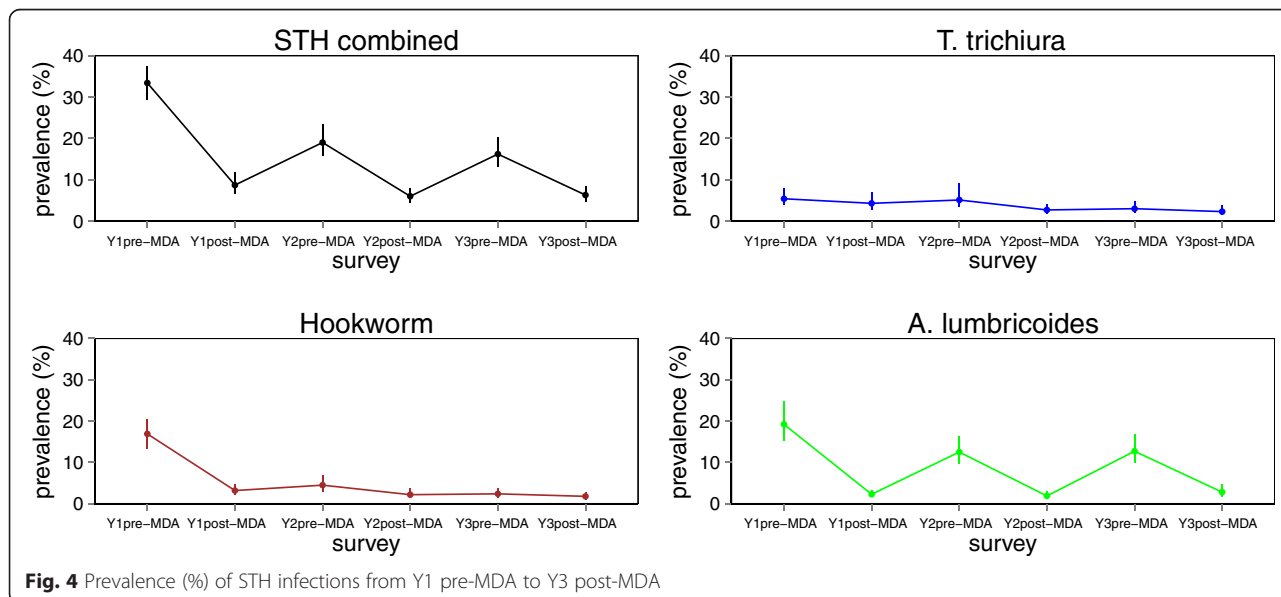 STH combined
prevalence (%)
40
30
20
10
0
Y1pre−MDA Y1post−MDA Y2pre−MDA Y2post−MDA Y3pre−MDA Y3post−MDA
survey
T. trichiura
prevalence (%)
40
30
20
10
0
Y1pre−MDA Y1post−MDA Y2pre−MDA Y2post−MDA Y3pre−MDA Y3post−MDA
survey
Hookworm
prevalence (%)
40
30
20
10
0
Y1pre−MDA Y1post−MDA Y2pre−MDA Y2post−MDA Y3pre−MDA Y3post−MDA
survey
A. lumbricoides
prevalence (%)
40
30
20
10
0
Y1pre−MDA Y1post−MDA Y2pre−MDA Y2post−MDA Y3pre−MDA Y3post−MDA
survey
Fig. 4 Prevalence (%) of STH infections from Y1 pre-MDA to Y3 post-MDA